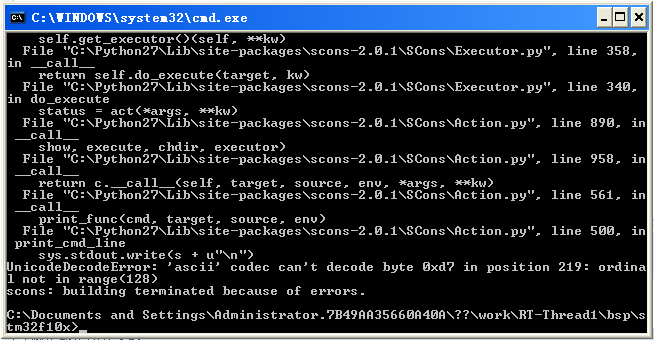 C:\WINDOWS\system32\cmd.exe
    self.get_executor()(self, **kw)
  File "C:\Python27\Lib\site-packages\scons-2.0.1\SCons\Executor.py", line 358,
in __call__
    return self.do_execute(target, kw)
  File "C:\Python27\Lib\site-packages\scons-2.0.1\SCons\Executor.py", line 340,
in do_execute
    status = act(*args, **kw)
  File "C:\Python27\Lib\site-packages\scons-2.0.1\SCons\Action.py", line 890, in
 __call__
    show, execute, chdir, executor)
  File "C:\Python27\Lib\site-packages\scons-2.0.1\SCons\Action.py", line 958, in
 __call__
    return c.__call__(self, target, source, env, *args, **kw)
  File "C:\Python27\Lib\site-packages\scons-2.0.1\SCons\Action.py", line 561, in
 __call__
    print_func(cmd, target, source, env)
  File "C:\Python27\Lib\site-packages\scons-2.0.1\SCons\Action.py", line 500, in
 print_cmd_line
    sys.stdout.write(s + u"\n")
UnicodeDecodeError: 'ascii' codec can't decode byte 0xd7 in position 219: ordina
l not in range(128)
scons: building terminated because of errors.

C:\Documents and Settings\Administrator.7B49AA35660A40A\??\work\RT-Thread1\bsp\s
tm32f10x>